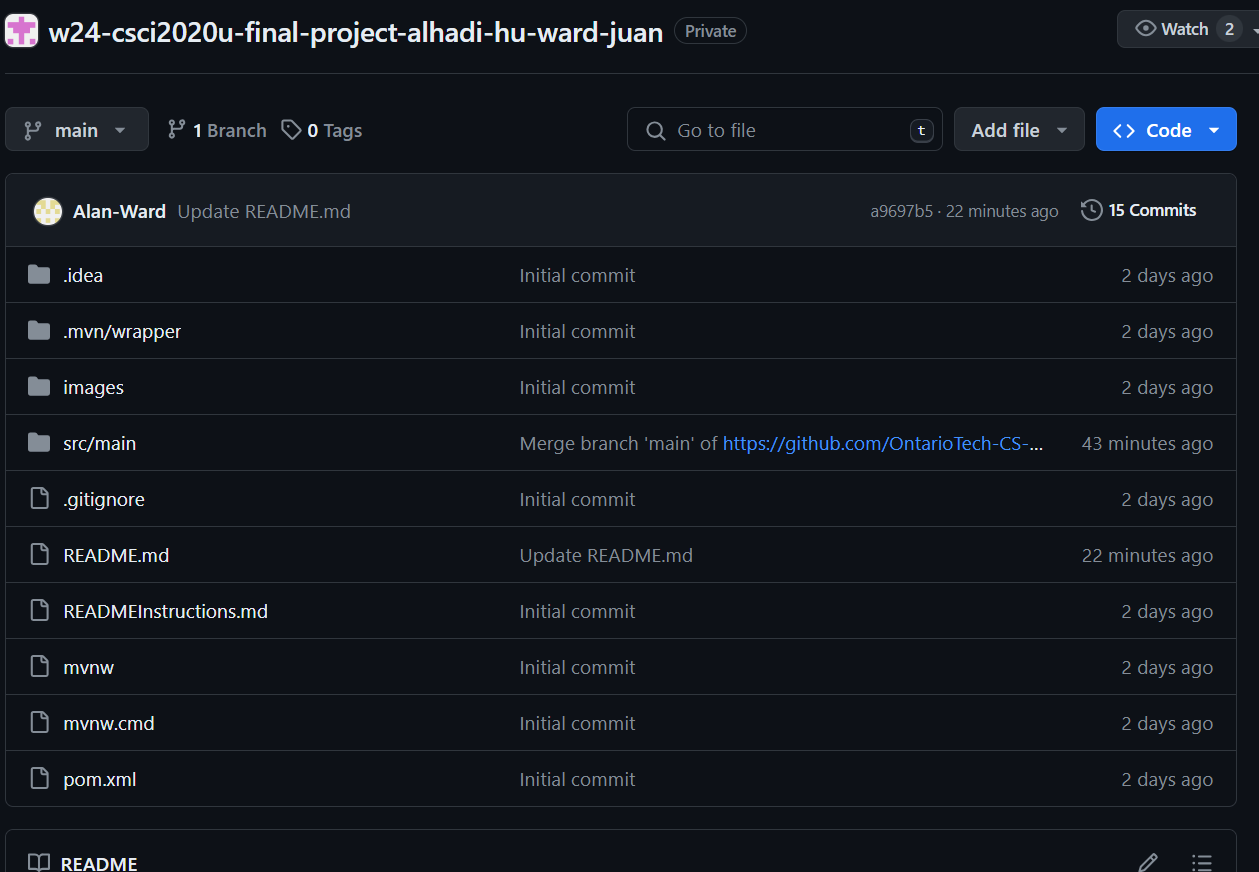 w24-csci2020u-final-project-alhadi-hu-ward-juan Private Watch 2
main 1 Branch 0 Tags Go to file t Add file Code
Alan-Ward Update README.md a9697b5 · 22 minutes ago 15 Commits
.idea Initial commit 2 days ago
.mvn/wrapper Initial commit 2 days ago
images Initial commit 2 days ago
src/main Merge branch 'main' of https://github.com/OntarioTech-CS-... 43 minutes ago
.gitignore Initial commit 2 days ago
README.md Update README.md 22 minutes ago
READMEInstructions.md Initial commit 2 days ago
mvnw Initial commit 2 days ago
mvnw.cmd Initial commit 2 days ago
pom.xml Initial commit 2 days ago
README